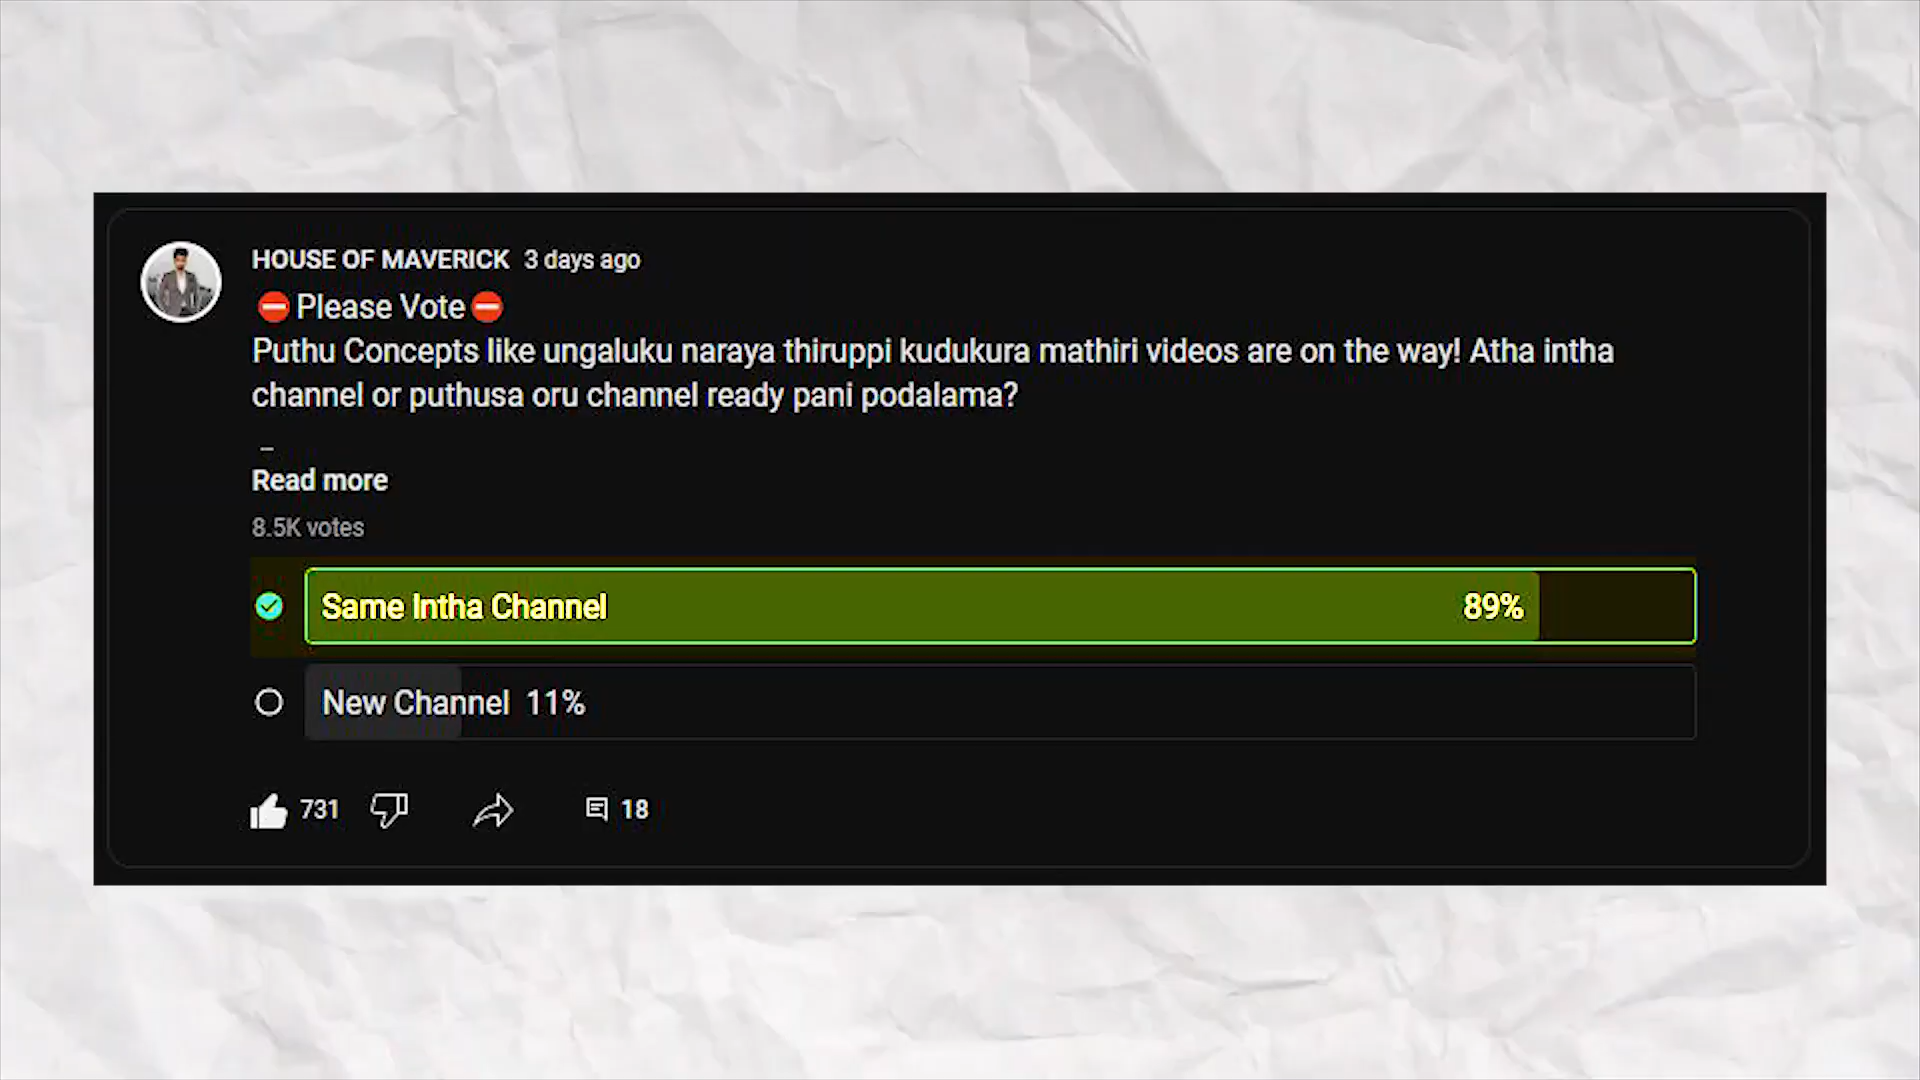 HOUSE OF MAVERICK 3 days ago
⛔Please Vote⛔
Puthu Concepts like ungaluku naraya thiruppi kudukura mathiri videos are on the way! Atha intha
channel or puthusa oru channel ready pani podalama?
_
Read more
8.5K votes
Same Intha Channel 89%
New Channel 11%
731 18